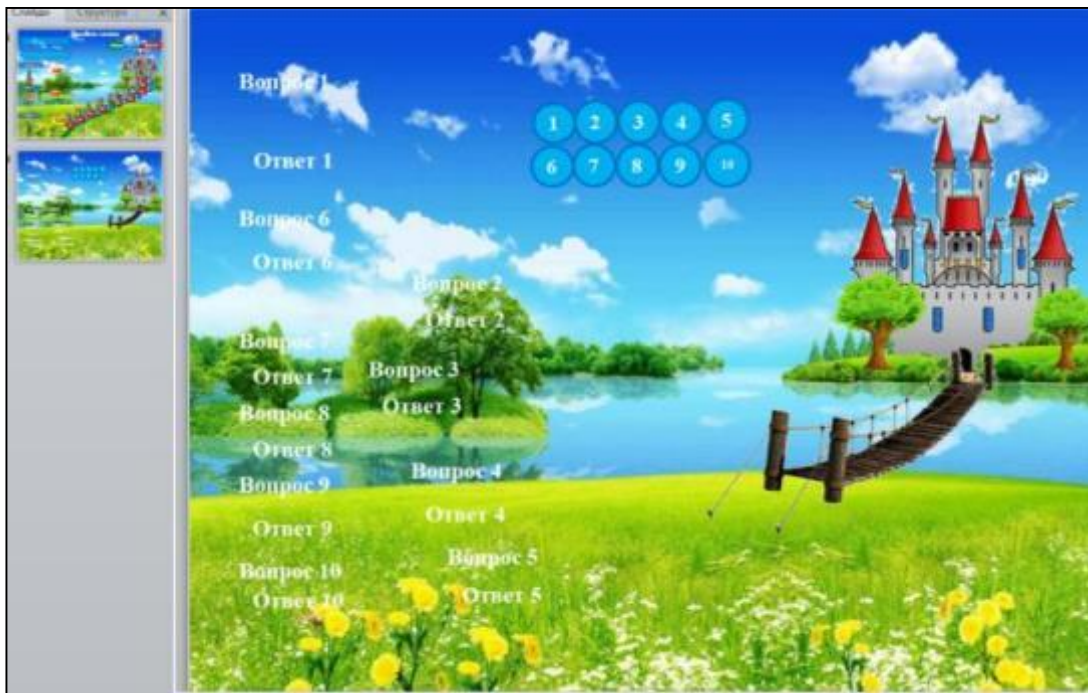 Слайды Структура x
Вопрос 1
1 2 3 4 5
Ответ 1
6 7 8 9 10
Вопрос 6
Ответ 6
Вопрос 2
Ответ 2
Вопрос 7
Вопрос 3
Ответ 7
Ответ 3
Вопрос 8
Ответ 8
Вопрос 4
Вопрос 9
Ответ 4
Ответ 9
Вопрос 5
Вопрос 10
Ответ 5
Ответ 10